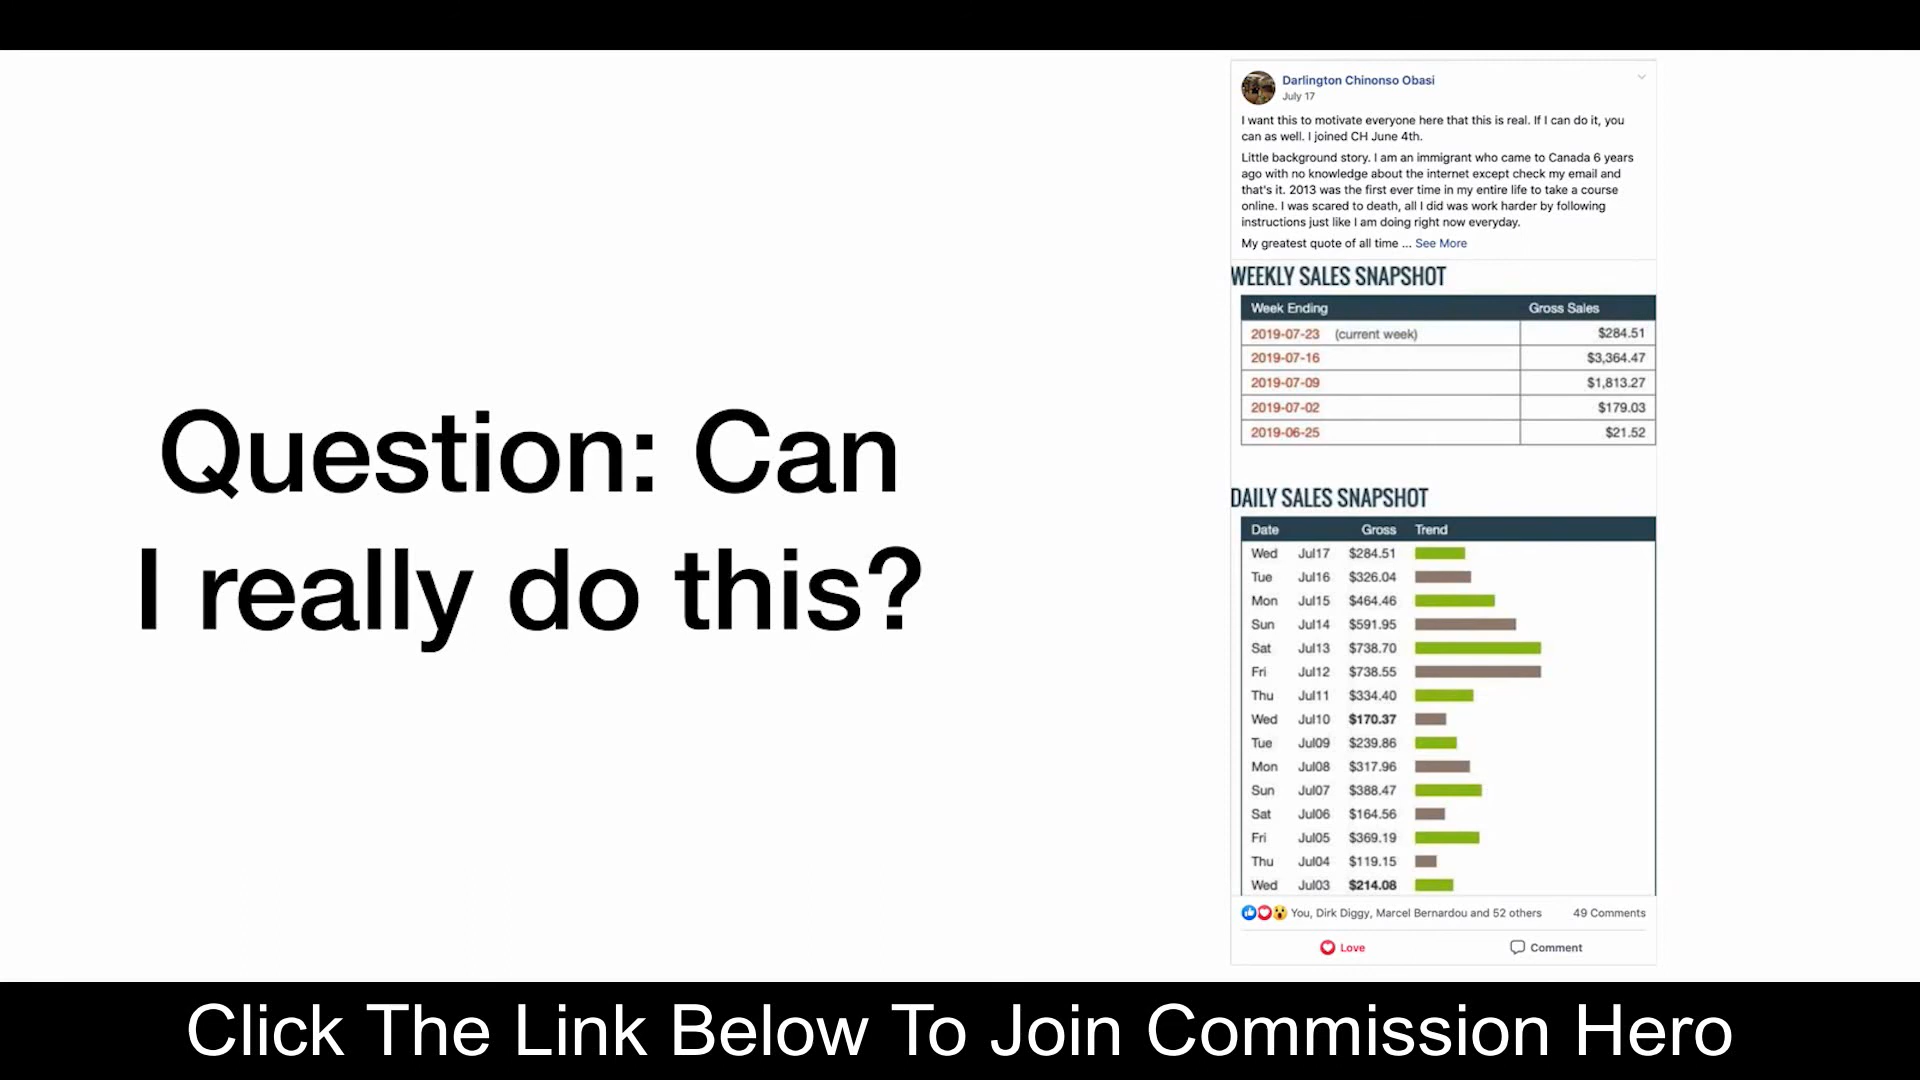 Question: Can
I really do this?
Darlington Chinonso Obasi
July 17
I want this to motivate everyone here that this is real. If I can do it, you
can as well. I joined CH June 4th.
Little background story. I am an immigrant who came to Canada 6 years
ago with no knowledge about the internet except check my email and
that's it. 2013 was the first ever time in my entire life to take a course
online. I was scared to death, all I did was work harder by following
instructions just like I am doing right now everyday.
My greatest quote of all time ... See More
WEEKLY SALES SNAPSHOT
Week Ending Gross Sales
2019-07-23 (current week) $284.51
2019-07-16 $3,364.47
2019-07-09 $1,813.27
2019-07-02 $179.03
2019-06-25 $21.52
DAILY SALES SNAPSHOT
Date Gross Trend
Wed Jul17 $284.51
Tue Jul16 $326.04
Mon Jul15 $464.46
Sun Jul14 $591.95
Sat Jul13 $738.70
Fri Jul12 $738.55
Thu Jul11 $334.40
Wed Jul10 $170.37
Tue Jul09 $239.86
Mon Jul08 $317.96
Sun Jul07 $388.47
Sat Jul06 $164.56
Fri Jul05 $369.19
Thu Jul04 $119.15
Wed Jul03 $214.08
You, Dirk Diggy, Marcel Bernardou and 52 others 49 Comments
Love Comment
Click The Link Below To Join Commission Hero